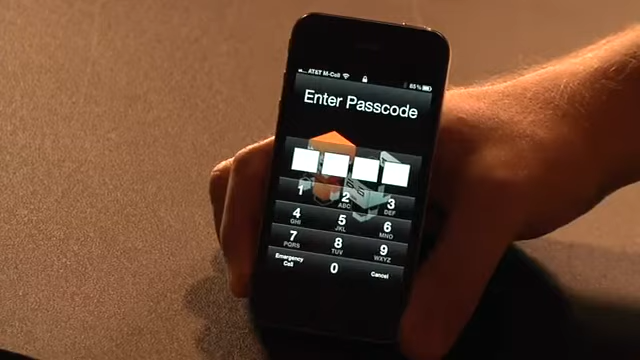 AT&T M-Cell 85%
Enter Passcode
1 2 3
ABC DEF
4 5 6
GHI JKL MNO
7 8 9
PQRS TUV WXYZ
Emergency Call 0 Cancel